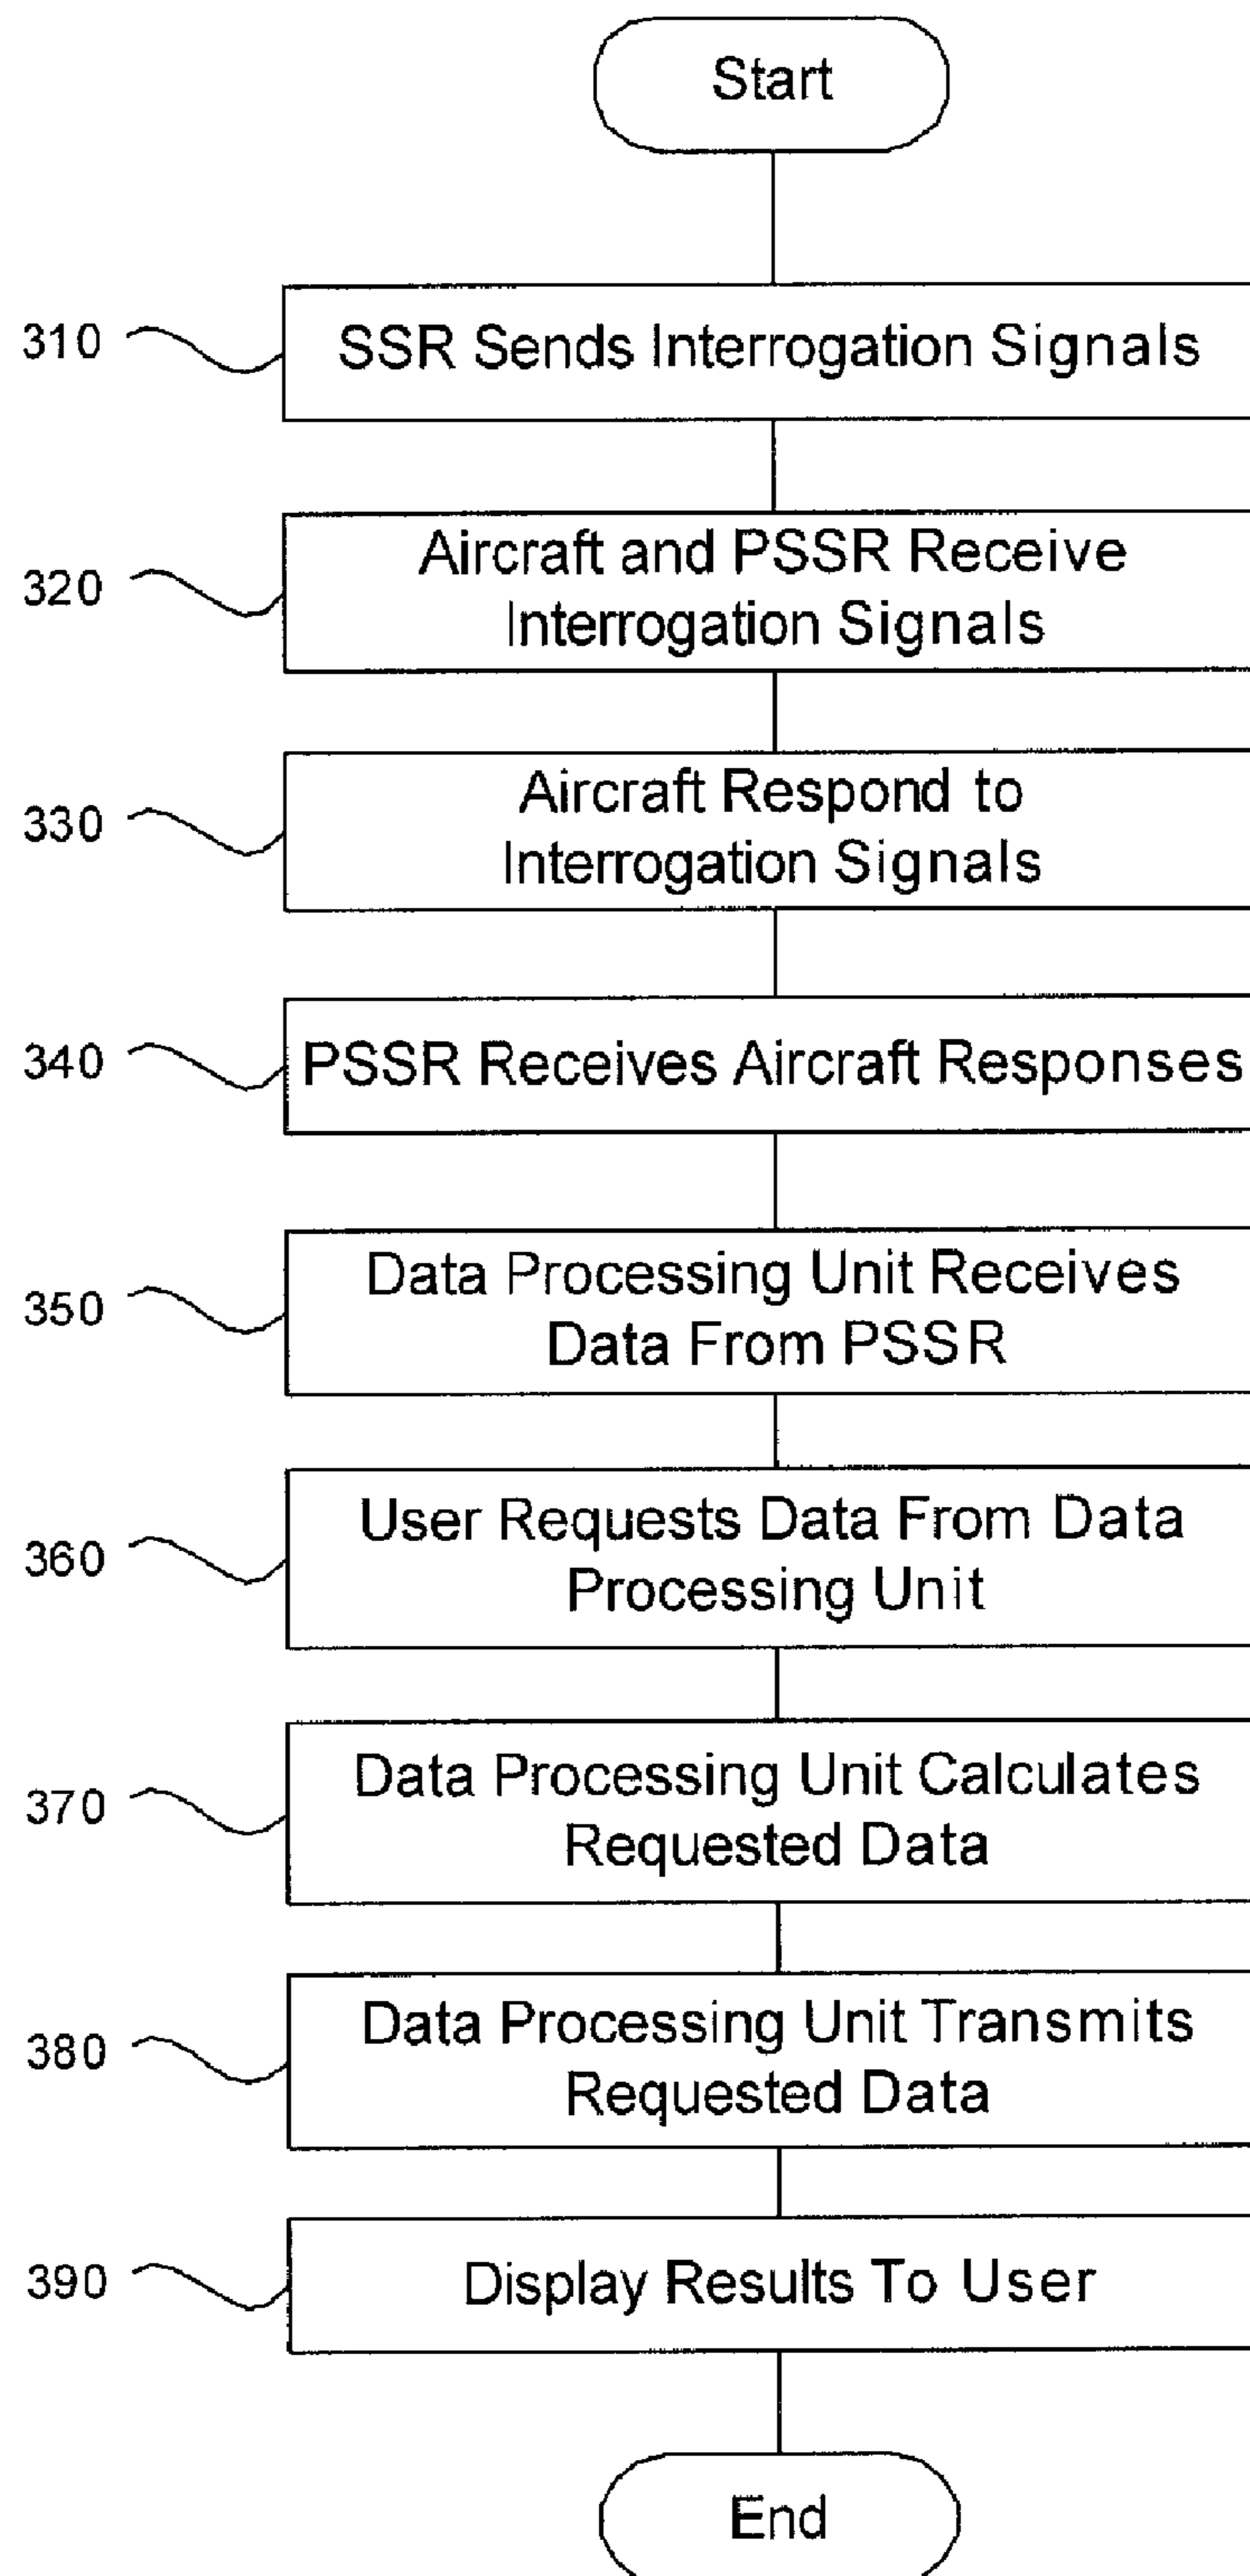 Start
310 SSR Sends Interrogation Signals
320 Aircraft and PSSR Receive
Interrogation Signals
330 Aircraft Respond to
Interrogation Signals
340 PSSR Receives Aircraft Responses
350 Data Processing Unit Receives
Data From PSSR
360 User Requests Data From Data
Processing Unit
370 Data Processing Unit Calculates
Requested Data
380 Data Processing Unit Transmits
Requested Data
390 Display Results To User
End